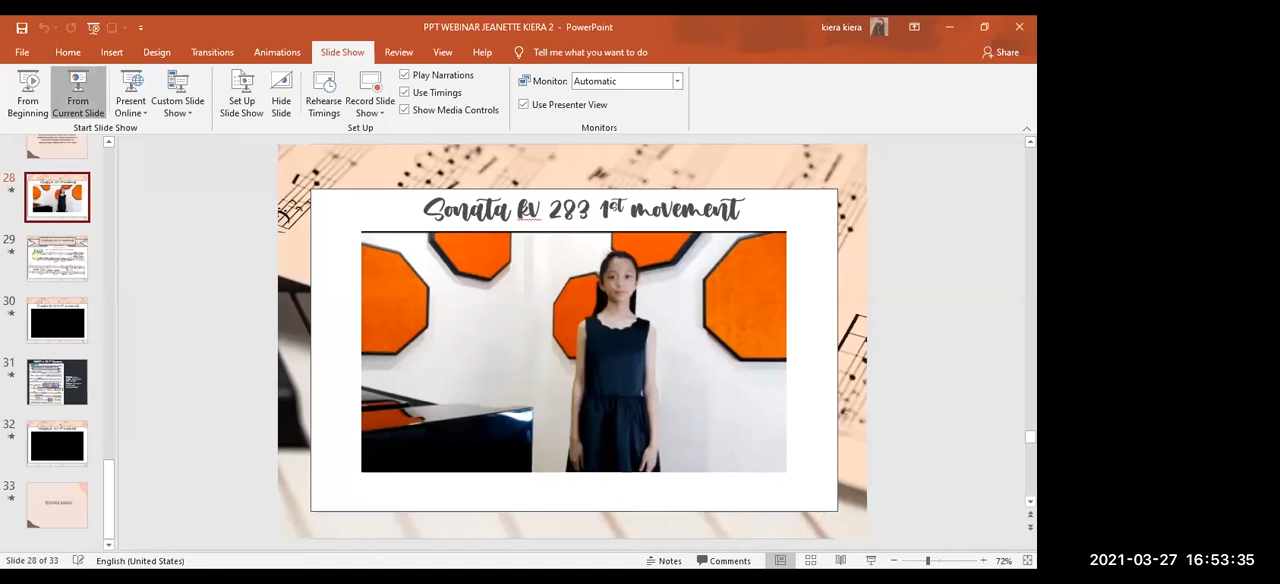 PPT WEBINAR JEANETTE KIERA 2 - PowerPoint
kiera kiera
File Home Insert Design Transitions Animations Slide Show Review View Help Tell me what you want to do Share
From Beginning
From Current Slide
Present Online
Custom Slide Show
Start Slide Show
Set Up Slide Show
Hide Slide
Rehearse Timings
Record Slide Show
Play Narrations
Use Timings
Show Media Controls
Set Up
Monitor: Automatic
Use Presenter View
Monitors
28
29
30
31
32
33
Sonata kv 283 1st movement
Slide 28 of 33 English (United States) Notes Comments 72%
2021-03-27 16:53:35